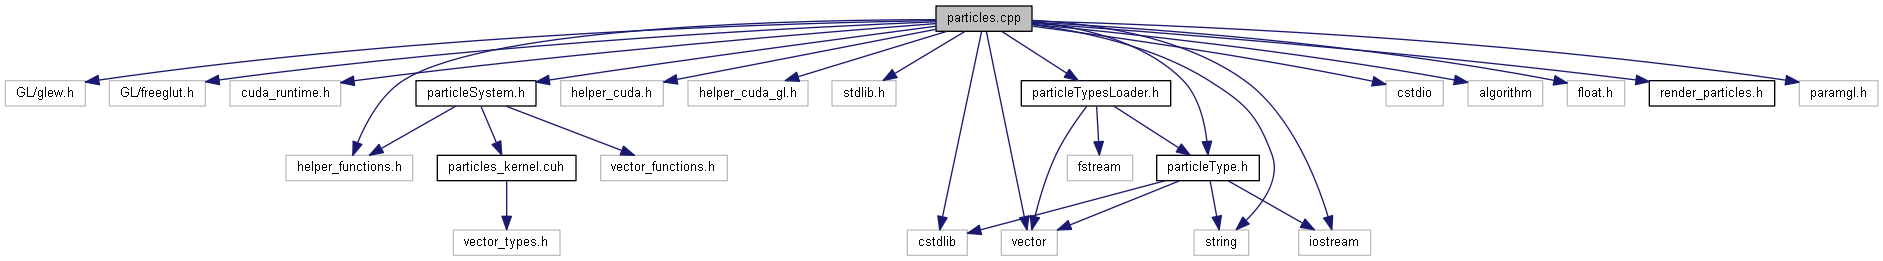 particles.cpp
GL/glew.h
GL/freeglut.h
cuda_runtime.h
particleSystem.h
helper_cuda.h
helper_cuda_gl.h
stdlib.h
particleTypesLoader.h
cstdio
algorithm
float.h
render_particles.h
paramgl.h
helper_functions.h
particles_kernel.cuh
vector_functions.h
fstream
particleType.h
vector_types.h
cstdlib
vector
string
iostream